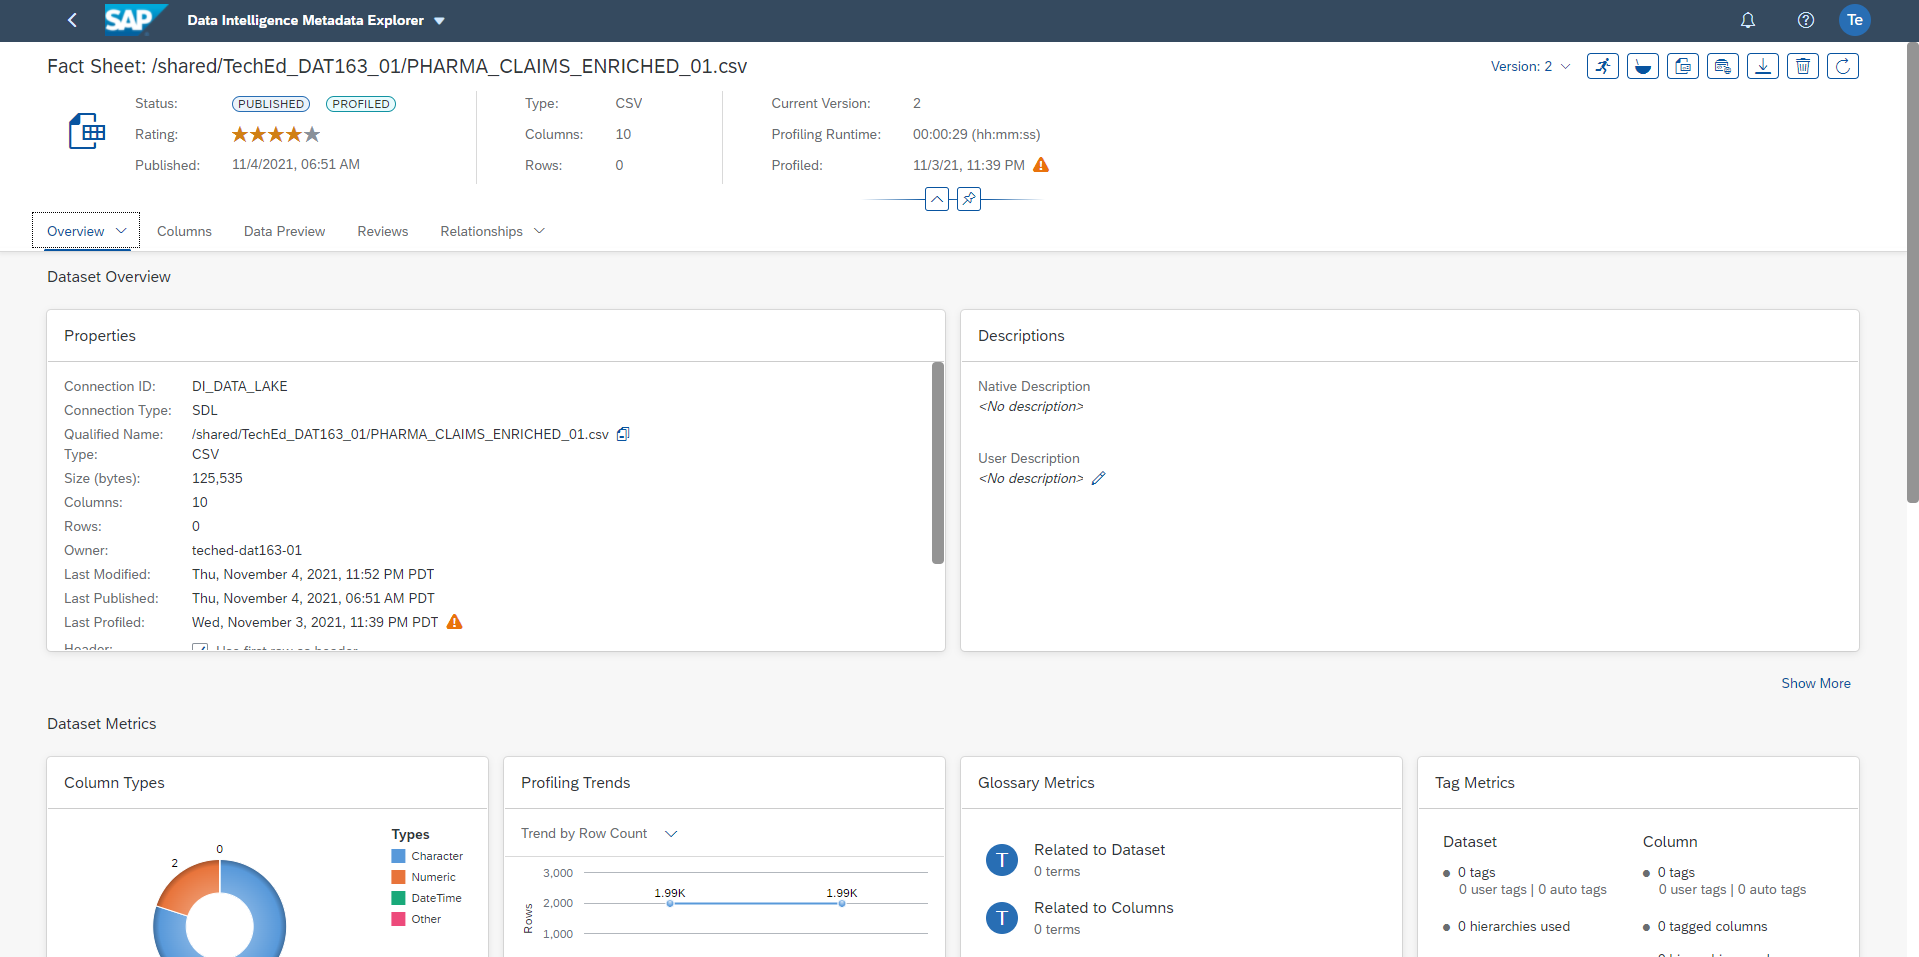 SAP Data Intelligence Metadata Explorer
Te
Fact Sheet: /shared/TechEd_DAT163_01/PHARMA_CLAIMS_ENRICHED_01.csv
Version: 2
Status: PUBLISHED PROFILED
Type: CSV
Current Version: 2
Rating:
Columns: 10
Profiling Runtime: 00:00:29 (hh:mm:ss)
Published: 11/4/2021, 06:51 AM
Rows: 0
Profiled: 11/3/21, 11:39 PM
Overview Columns Data Preview Reviews Relationships
Dataset Overview
Properties
Connection ID: DI_DATA_LAKE
Connection Type: SDL
Qualified Name: /shared/TechEd_DAT163_01/PHARMA_CLAIMS_ENRICHED_01.csv
Type: CSV
Size (bytes): 125,535
Columns: 10
Rows: 0
Owner: teched-dat163-01
Last Modified: Thu, November 4, 2021, 11:52 PM PDT
Last Published: Thu, November 4, 2021, 06:51 AM PDT
Last Profiled: Wed, November 3, 2021, 11:39 PM PDT
Header: Use first row as header
Descriptions
Native Description
<No description>
User Description
<No description>
Show More
Dataset Metrics
Column Types
0
2
Types
Character
Numeric
DateTime
Other
Profiling Trends
Trend by Row Count
3,000
2,000
1,000
Rows
1.99K 1.99K
Glossary Metrics
T Related to Dataset
0 terms
T Related to Columns
0 terms
Tag Metrics
Dataset
0 tags
0 user tags | 0 auto tags
0 hierarchies used
Column
0 tags
0 user tags | 0 auto tags
0 tagged columns